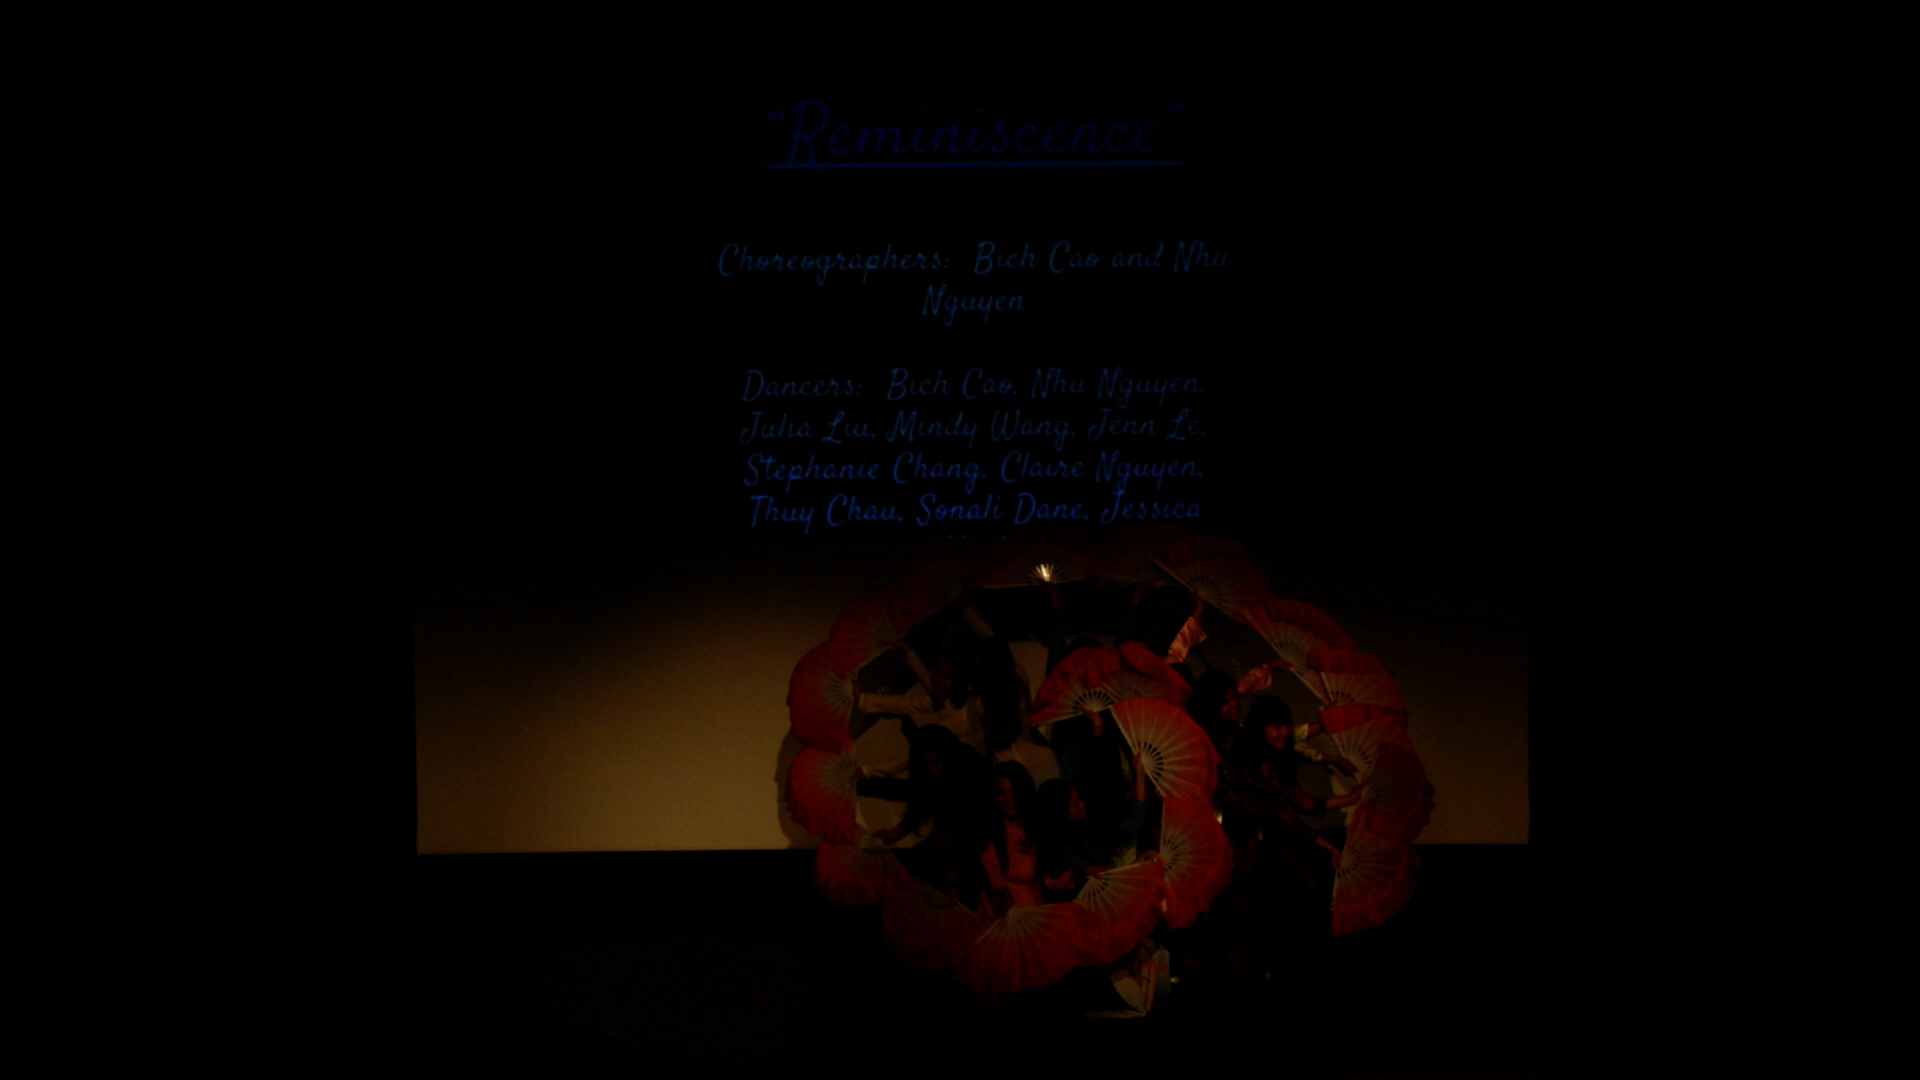 "Reminiscence"
Choreographers: Bich Cao and Nhu
Nguyen
Dancers: Bich Cao, Nhu Nguyen,
Julia Liu, Mindy Wang, Jenn Le,
Stephanie Chang, Claire Nguyen,
Thuy Chau, Sonali Dane, Jessica